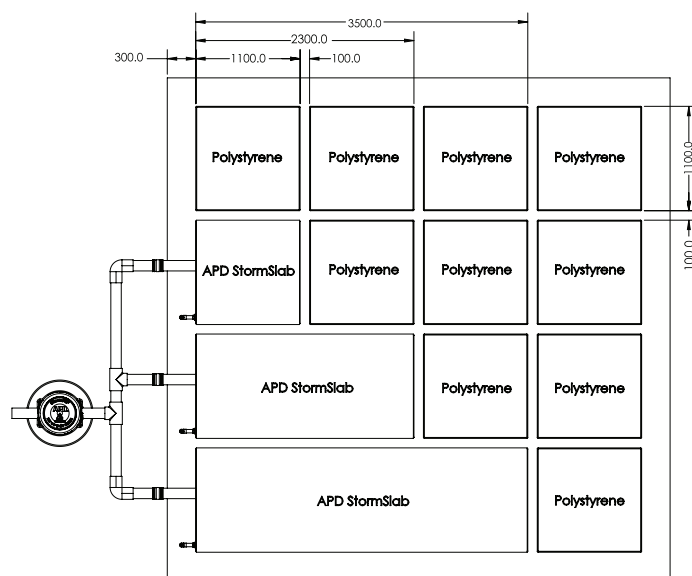 3500.0
2300.0
300.0 1100.0 100.0
Polystyrene Polystyrene Polystyrene Polystyrene
1100.0
100.0
APD StormSlab Polystyrene Polystyrene Polystyrene
APD StormSlab Polystyrene Polystyrene
APD
APD StormSlab Polystyrene